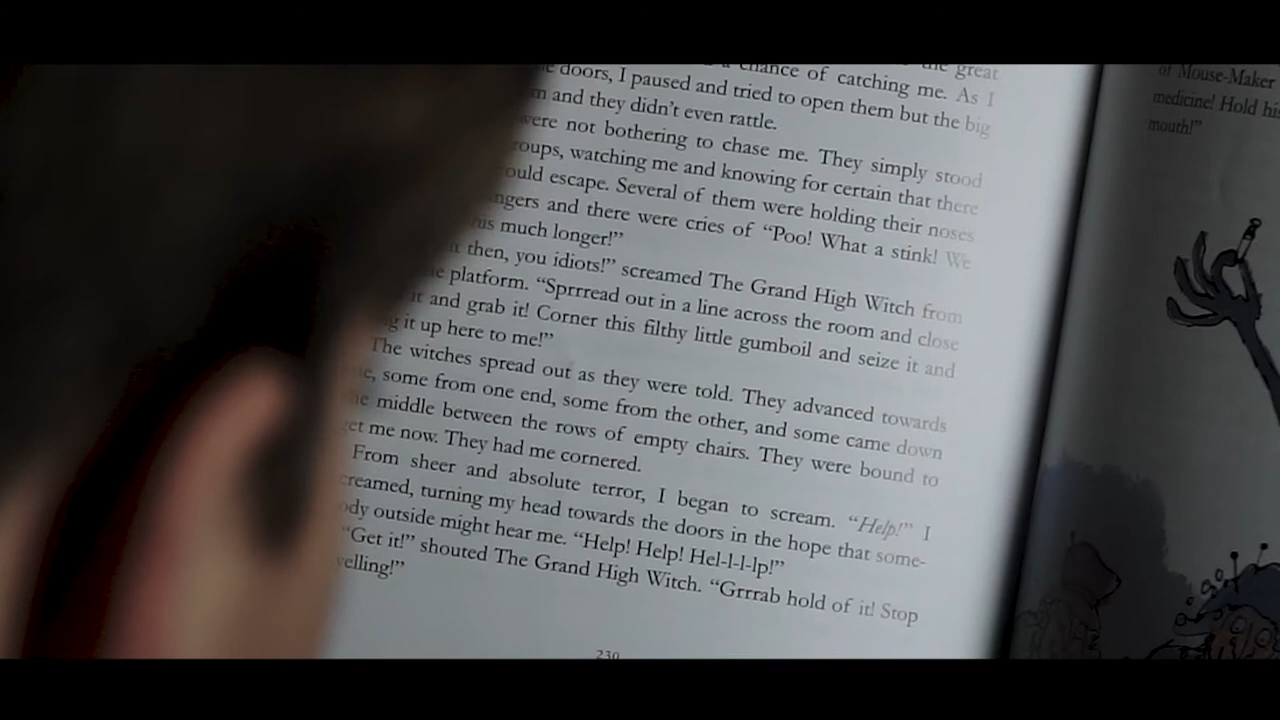 the great
a chance of catching me. As I
doors, I paused and tried to open them but the big
and they didn't even rattle.
were not bothering to chase me. They simply stood
watching me and knowing for certain that there
escape. Several of them were holding their noses
and there were cries of “Poo! What a stink! We
much longer!”
then, you idiots!” screamed The Grand High Witch from
platform. “Sprrread out in a line across the room and close
it and grab it! Corner this filthy little gumboil and seize it and
it up here to me!”
The witches spread out as they were told. They advanced towards
some from one end, some from the other, and some came down
middle between the rows of empty chairs. They were bound to
me now. They had me cornered.
From sheer and absolute terror, I began to scream. “Help!” I
screamed, turning my head towards the doors in the hope that some-
body outside might hear me. “Help! Help! Hel-l-l-lp!”
“Get it!” shouted The Grand High Witch. “Grrrab hold of it! Stop
yelling!”
230
of Mouse-Maker
medicine! Hold his
mouth!”